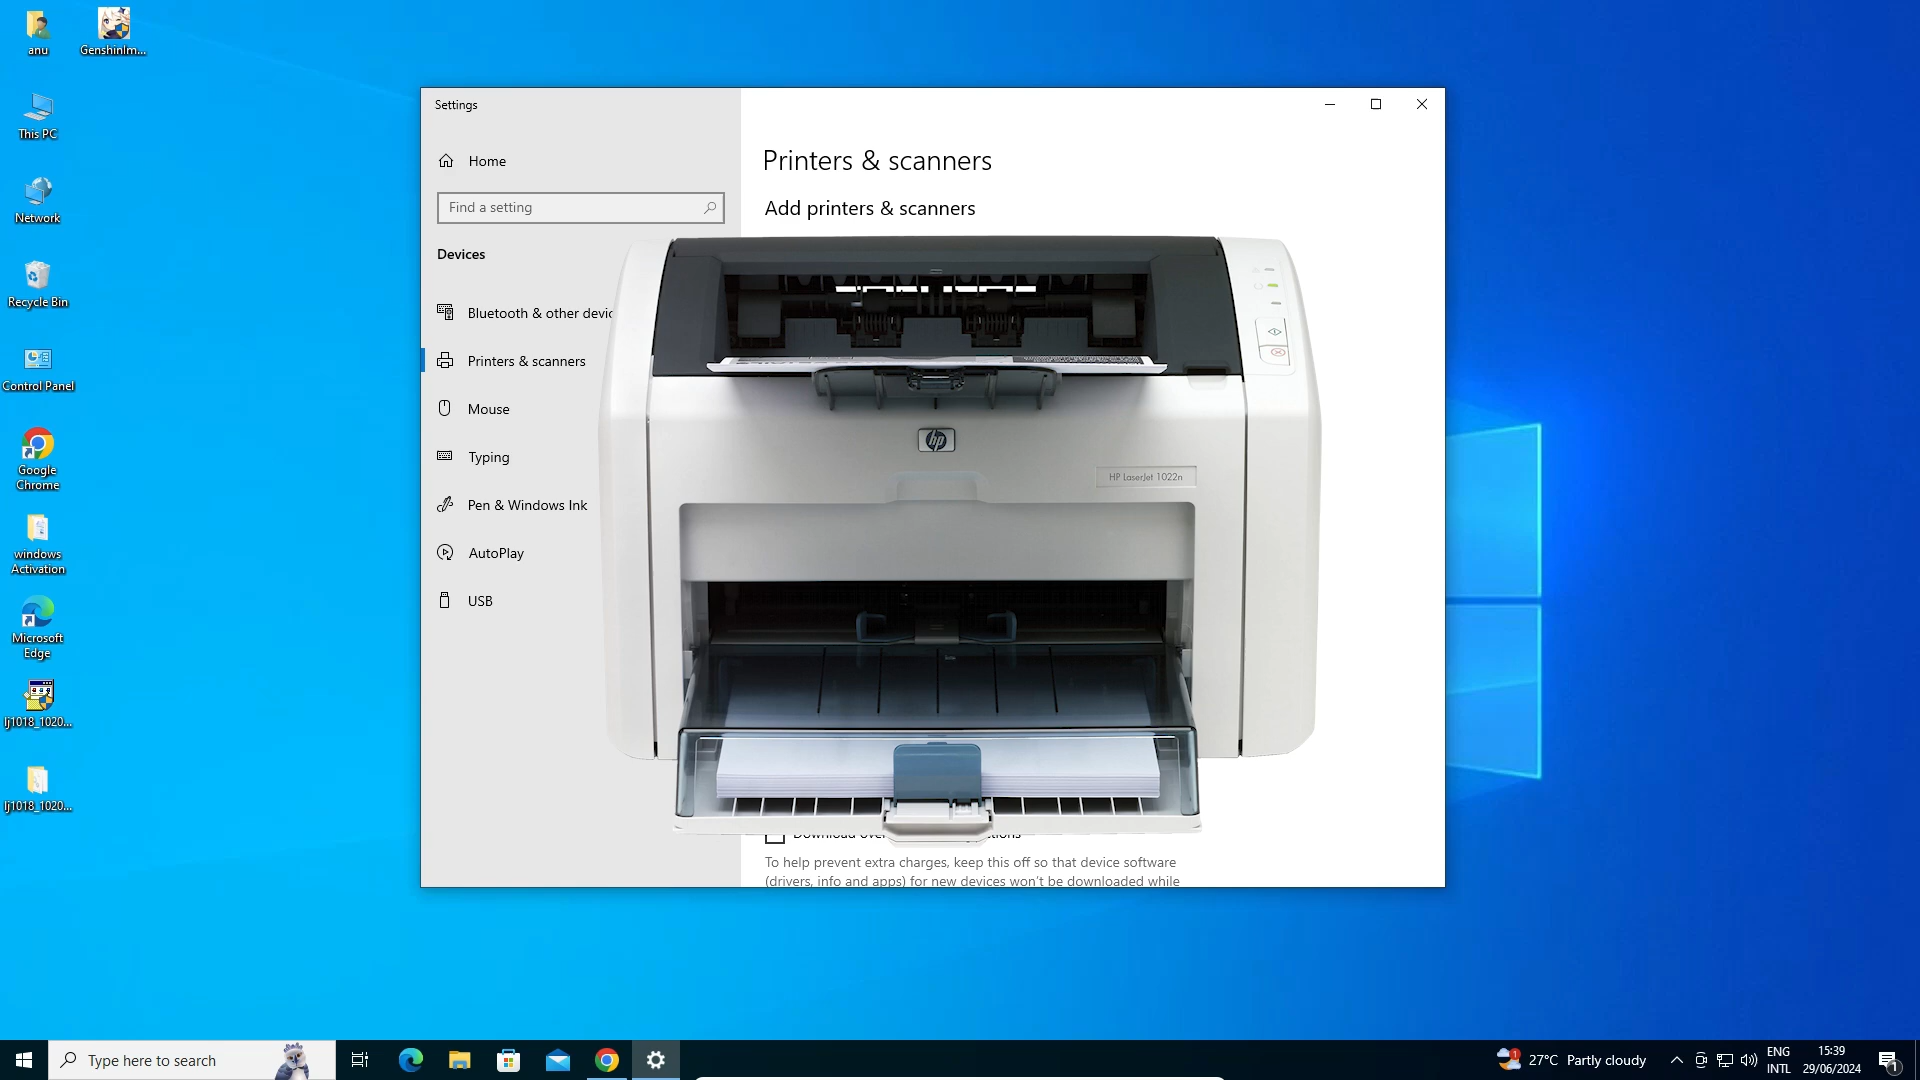 anu
GenshinIm...
This PC
Network
Recycle Bin
Control Panel
Google
Chrome
windows
Activation
Microsoft
Edge
lj1018_1020...
lj1018_1020...
Settings
Home
Find a setting
Devices
Bluetooth & other devic
Printers & scanners
Mouse
Typing
Pen & Windows Ink
AutoPlay
USB
Printers & scanners
Add printers & scanners
hp
HP LaserJet 1022n
To help prevent extra charges, keep this off so that device software
(drivers, info and apps) for new devices won't be downloaded while
Type here to search
1
27°C Partly cloudy
ENG
INTL
15:39
29/06/2024
1